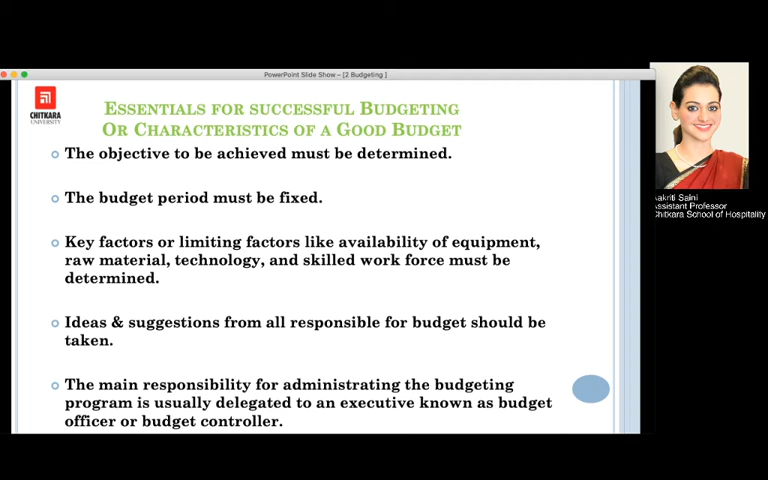 PowerPoint Slide Show – [2 Budgeting ]
CHITKARA
UNIVERSITY
ESSENTIALS FOR SUCCESSFUL BUDGETING
OR CHARACTERISTICS OF A GOOD BUDGET
The objective to be achieved must be determined.
The budget period must be fixed.
Key factors or limiting factors like availability of equipment,
raw material, technology, and skilled work force must be
determined.
Ideas & suggestions from all responsible for budget should be
taken.
The main responsibility for administrating the budgeting
program is usually delegated to an executive known as budget
officer or budget controller.
Aakriti Saini
Assistant Professor
Chitkara School of Hospitality